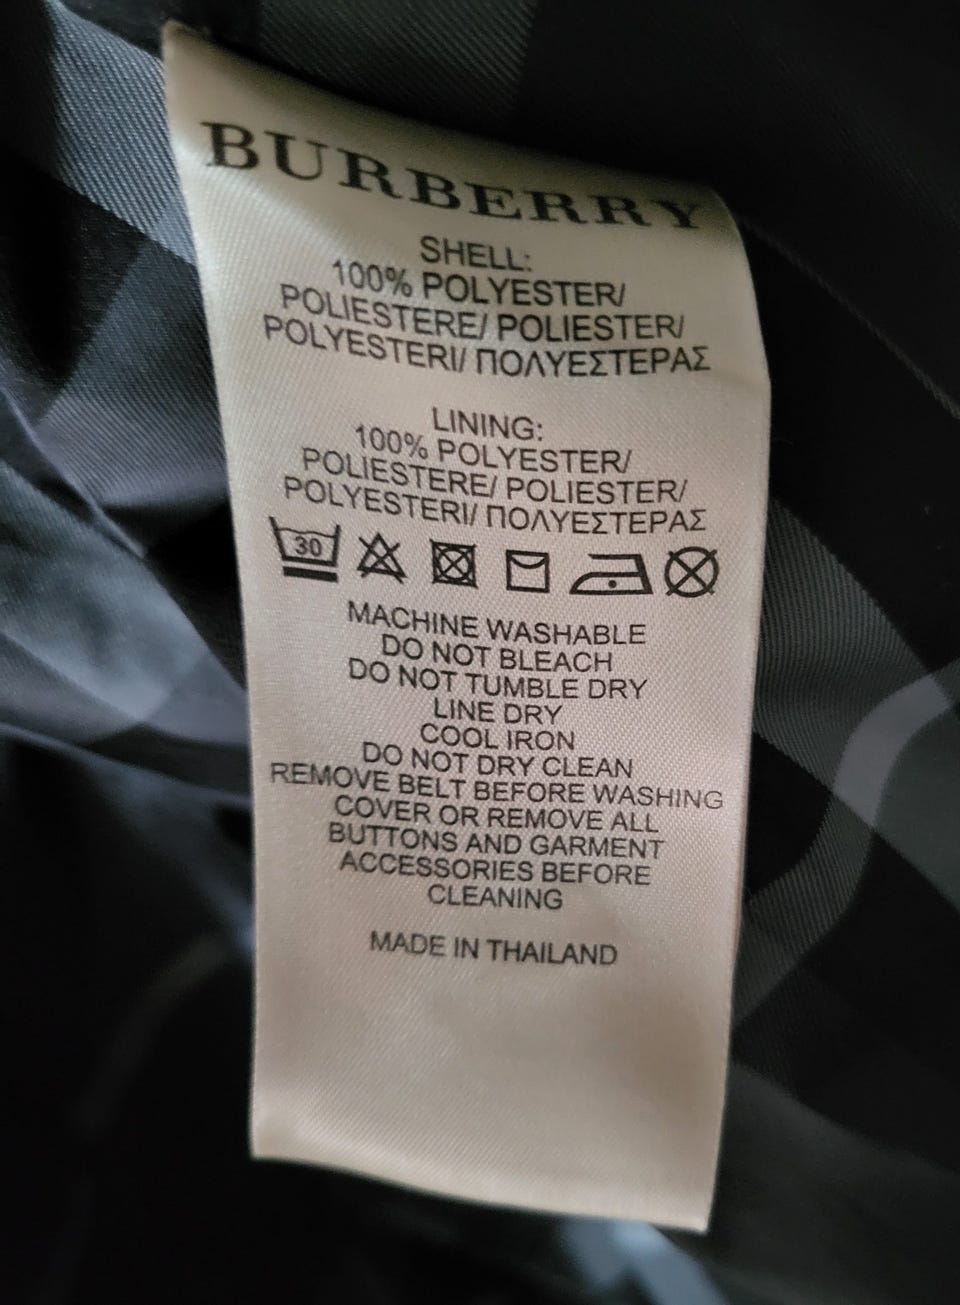 BURBERRY
SHELL:
100% POLYESTER/
POLIESTERE/ POLIESTER/
POLYESTERI/ ΠΟΛΥΕΣΤΕΡΑΣ
LINING:
100% POLYESTER/
POLIESTERE/ POLIESTER/
POLYESTERI/ ΠΟΛΥΕΣΤΕΡΑΣ
30
MACHINE WASHABLE
DO NOT BLEACH
DO NOT TUMBLE DRY
LINE DRY
COOL IRON
DO NOT DRY CLEAN
REMOVE BELT BEFORE WASHING
COVER OR REMOVE ALL
BUTTONS AND GARMENT
ACCESSORIES BEFORE
CLEANING
MADE IN THAILAND